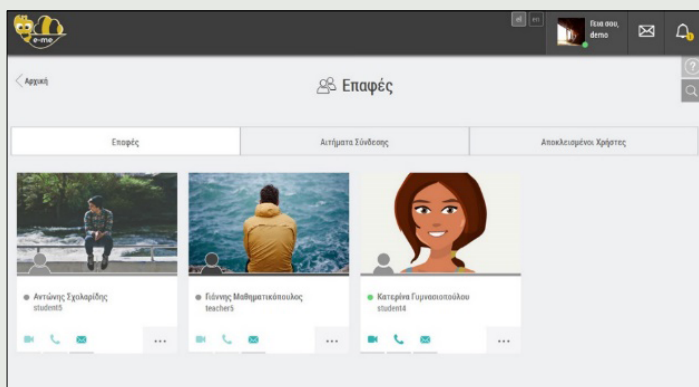 e-me
el en
Γεια σου,
demo
1
?
Αρχική
Επαφές
Επαφές
Αιτήματα Σύνδεσης
Αποκλεισμένοι Χρήστες
Αντώνης Σχολαρίδης
student5
Γιάννης Μαθηματικόπουλος
teacher5
Κατερίνα Γυμνασιοπούλου
student4